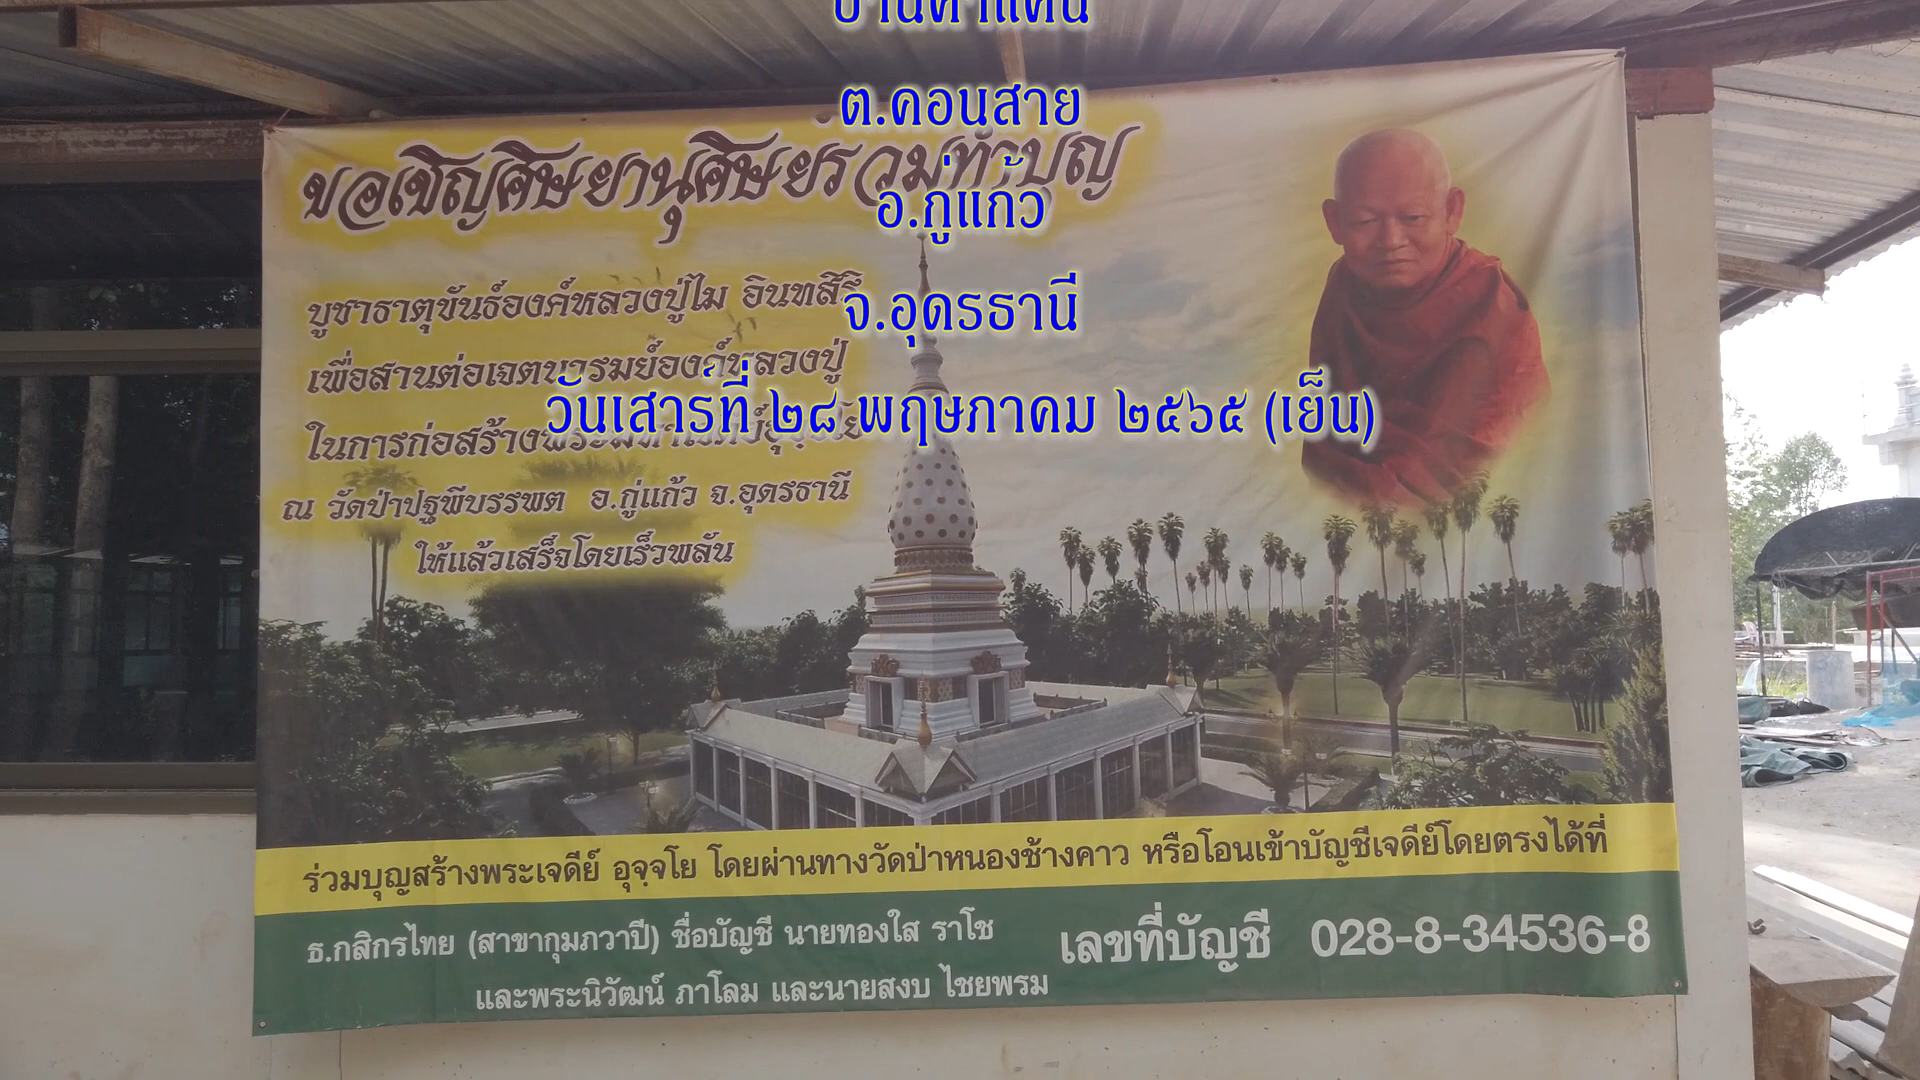 ต.คอนสาย
อ.กู่แก้ว
จ.อุดรธานี
วันเสาร์ที่ ๒๘ พฤษภาคม ๒๕๖๕ (เย็น)
ขอเชิญศิษยานุศิษย์ร่วมทำบุญ
บูชาธาตุขันธ์องค์หลวงปู่ไม อินทสิริ
เพื่อสานต่อเจตนารมย์องค์หลวงปู่
ในการก่อสร้างพระมหาเจดีย์อุจฺจโย
ณ วัดป่าปฐพีบรรพต อ.กู่แก้ว จ.อุดรธานี
ให้แล้วเสร็จโดยเร็วพลัน
ร่วมบุญสร้างพระเจดีย์ อุจฺจโย โดยผ่านทางวัดป่าหนองช้างคาว หรือโอนเข้าบัญชีเจดีย์โดยตรงได้ที่
ธ.กสิกรไทย (สาขากุมภวาปี) ชื่อบัญชี นายทองใส ราโช
และพระนิวัฒน์ ภาโลม และนายสงบ ไชยพรม
เลขที่บัญชี 028-8-34536-8